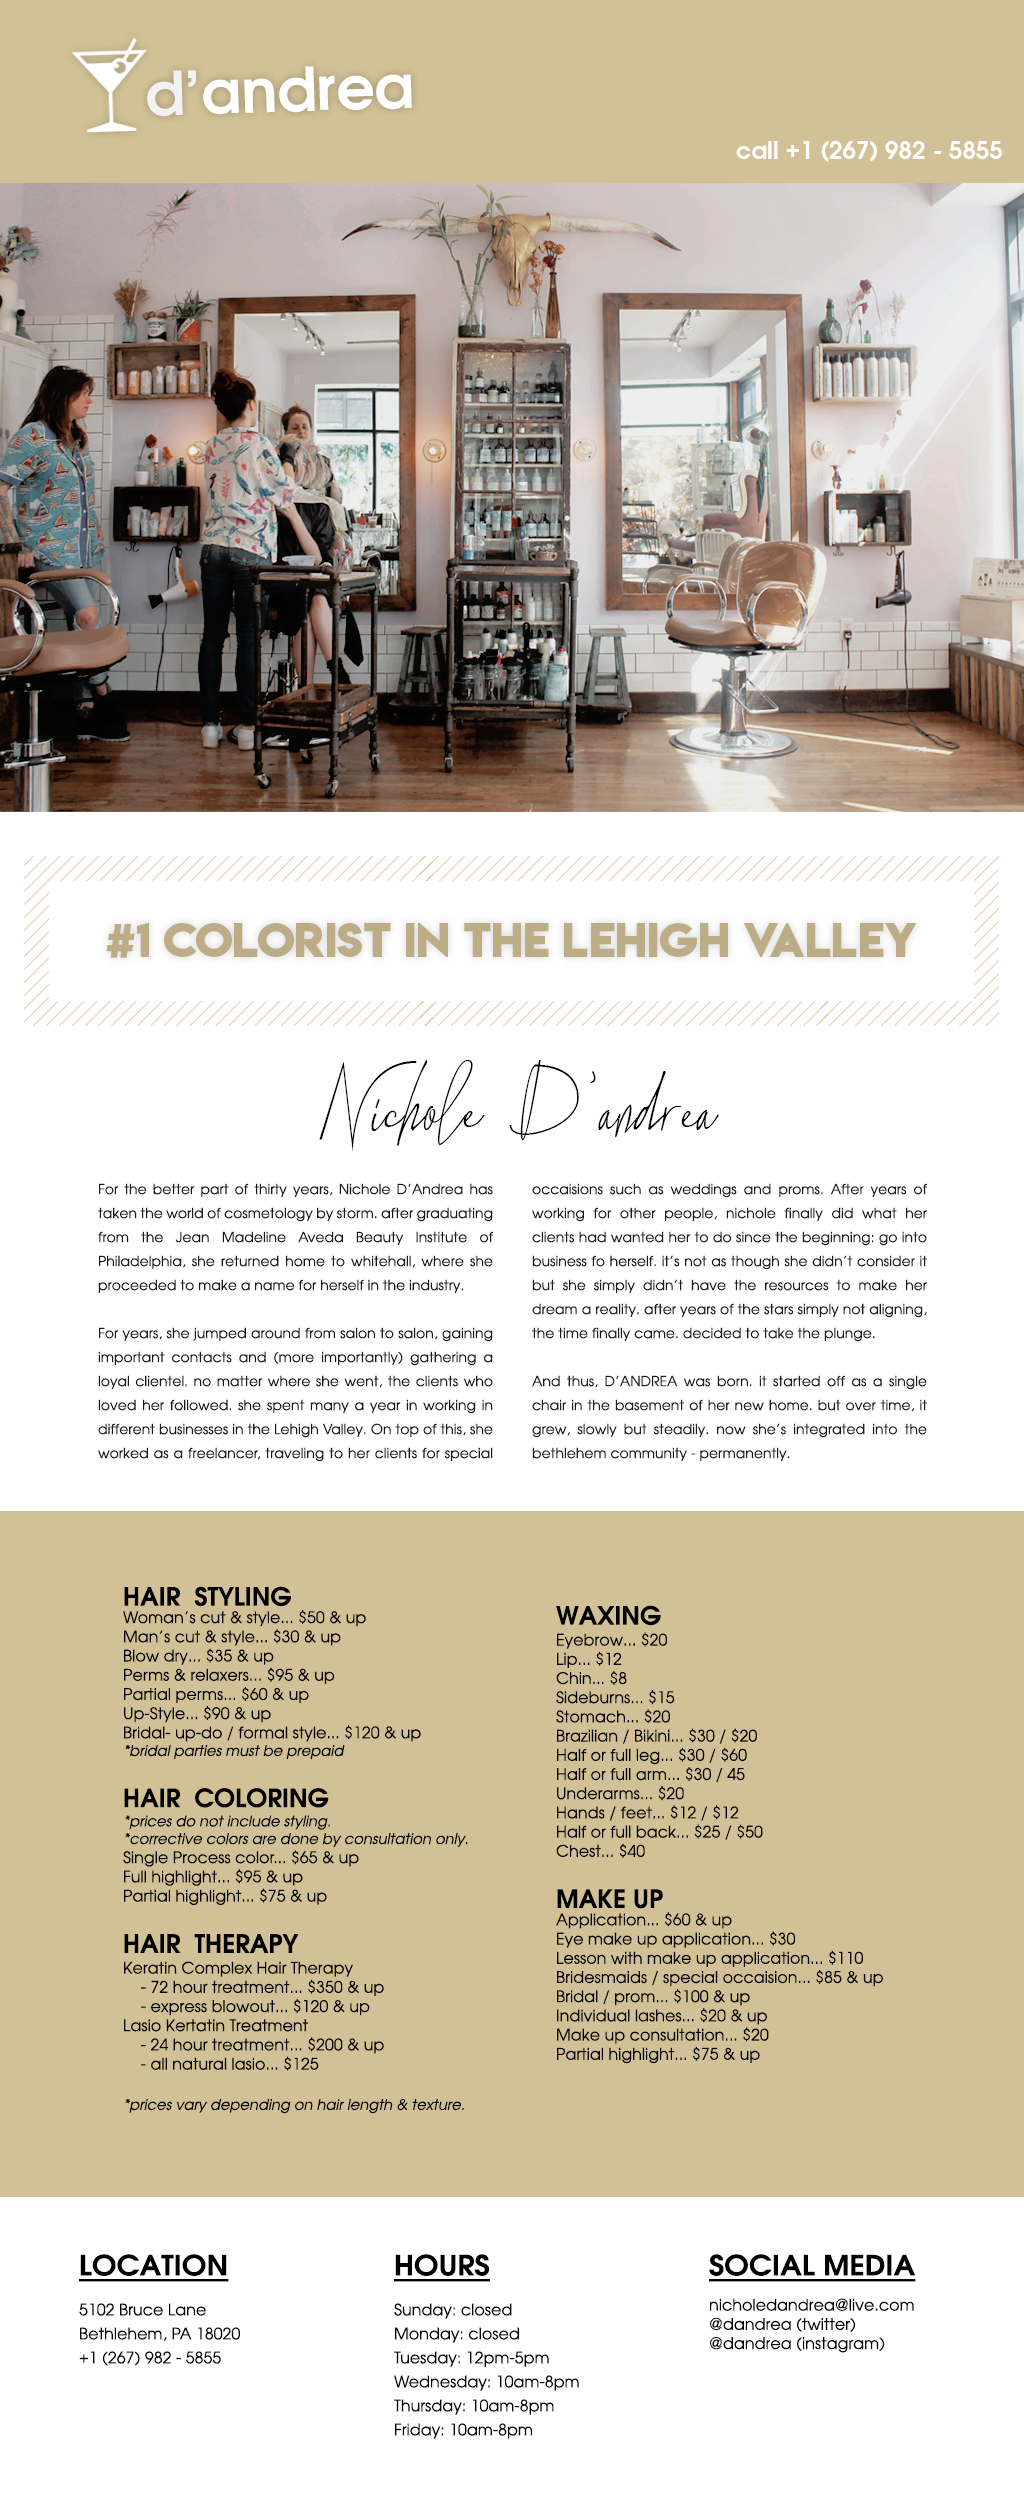 d'andrea
call +1 (267) 982 - 5855
#1 COLORIST IN THE LEHIGH VALLEY
Nichole D'andrea
For the better part of thirty years, Nichole D'Andrea has
taken the world of cosmetology by storm. after graduating
from the Jean Madeline Aveda Beauty Institute of
Philadelphia, she returned home to whitehall, where she
proceeded to make a name for herself in the industry.
For years, she jumped around from salon to salon, gaining
important contacts and (more importantly) gathering a
loyal clientel. no matter where she went, the clients who
loved her followed. she spent many a year in working in
different businesses in the Lehigh Valley. On top of this, she
worked as a freelancer, traveling to her clients for special
occaisions such as weddings and proms. After years of
working for other people, nichole finally did what her
clients had wanted her to do since the beginning: go into
business fo herself. it's not as though she didn't consider it
but she simply didn't have the resources to make her
dream a reality. after years of the stars simply not aligning,
the time finally came. decided to take the plunge.
And thus, D'ANDREA was born. it started off as a single
chair in the basement of her new home. but over time, it
grew, slowly but steadily. now she's integrated into the
bethlehem community - permanently.
HAIR STYLING
Woman's cut & style... $50 & up
Man's cut & style... $30 & up
Blow dry... $35 & up
Perms & relaxers... $95 & up
Partial perms... $60 & up
Up-Style... $90 & up
Bridal- up-do / formal style... $120 & up
*bridal parties must be prepaid
HAIR COLORING
*prices do not include styling.
*corrective colors are done by consultation only.
Single Process color... $65 & up
Full highlight... $95 & up
Partial highlight... $75 & up
HAIR THERAPY
Keratin Complex Hair Therapy
- 72 hour treatment... $350 & up
- express blowout... $120 & up
Lasio Kertatin Treatment
- 24 hour treatment... $200 & up
- all natural lasio... $125
*prices vary depending on hair length & texture.
WAXING
Eyebrow... $20
Lip... $12
Chin... $8
Sideburns... $15
Stomach... $20
Brazilian / Bikini... $30 / $20
Half or full leg... $30 / $60
Half or full arm... $30 / 45
Underarms... $20
Hands / feet... $12 / $12
Half or full back... $25 / $50
Chest... $40
MAKE UP
Application... $60 & up
Eye make up application... $30
Lesson with make up application... $110
Bridesmaids / special occaision... $85 & up
Bridal / prom... $100 & up
Individual lashes... $20 & up
Make up consultation... $20
Partial highlight... $75 & up
LOCATION
5102 Bruce Lane
Bethlehem, PA 18020
+1 (267) 982 - 5855
HOURS
Sunday: closed
Monday: closed
Tuesday: 12pm-5pm
Wednesday: 10am-8pm
Thursday: 10am-8pm
Friday: 10am-8pm
SOCIAL MEDIA
nicholedandrea@live.com
@dandrea (twitter)
@dandrea (instagram)